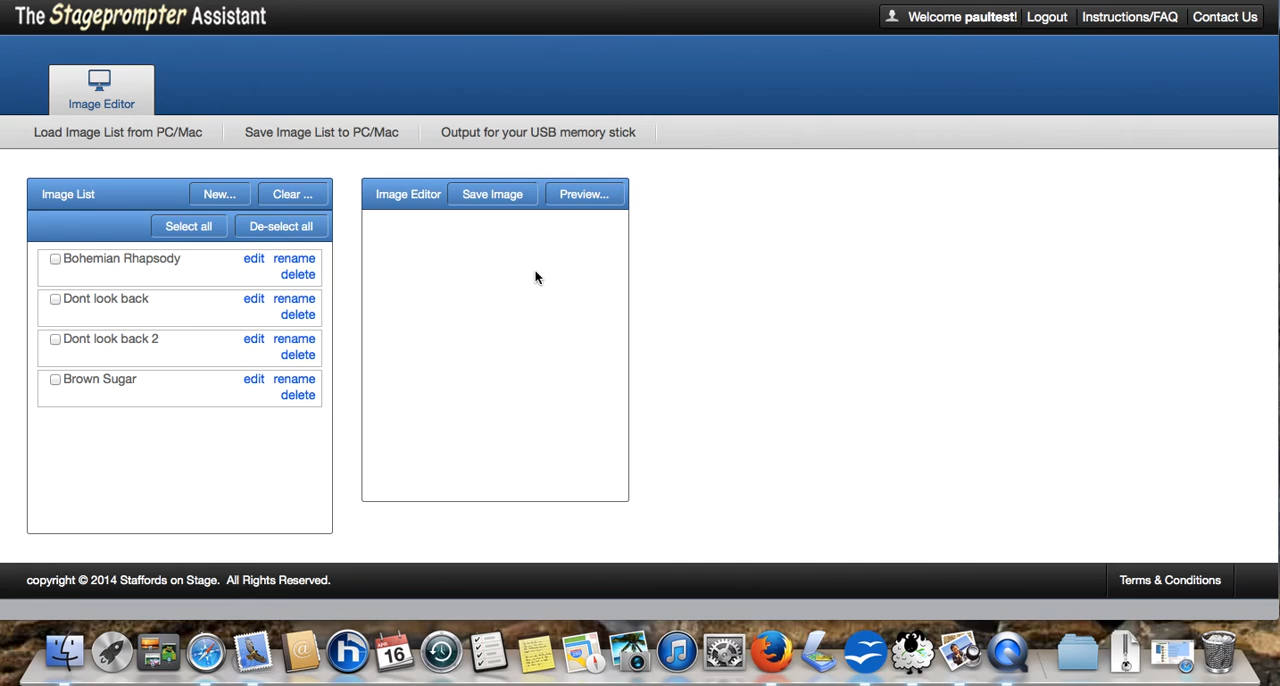 The Stageprompter Assistant
Welcome paultest! Logout Instructions/FAQ Contact Us
Image Editor
Load Image List from PC/Mac Save Image List to PC/Mac Output for your USB memory stick
Image List New... Clear ...
Select all De-select all
Bohemian Rhapsody edit rename
delete
Dont look back edit rename
delete
Dont look back 2 edit rename
delete
Brown Sugar edit rename
delete
Image Editor Save Image Preview...
copyright © 2014 Staffords on Stage. All Rights Reserved.
Terms & Conditions
APR
16